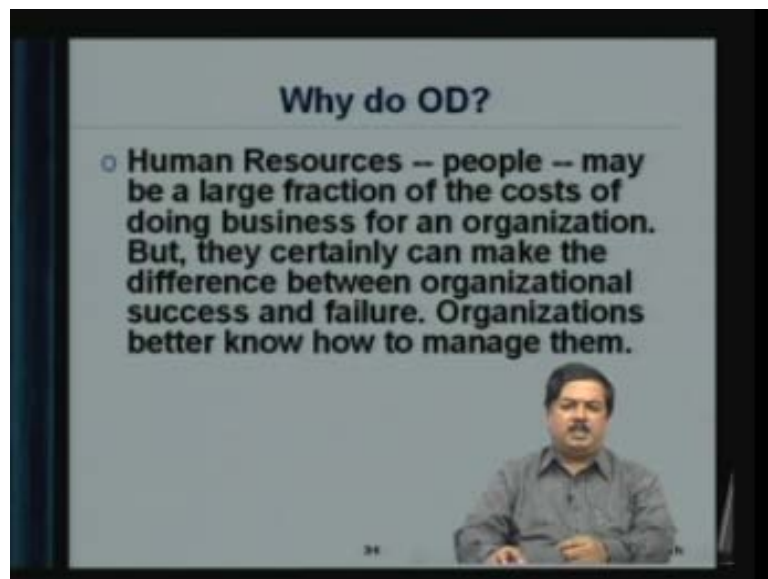 Why do OD?
o Human Resources -- people -- may
be a large fraction of the costs of
doing business for an organization.
But, they certainly can make the
difference between organizational
success and failure. Organizations
better know how to manage them.
34